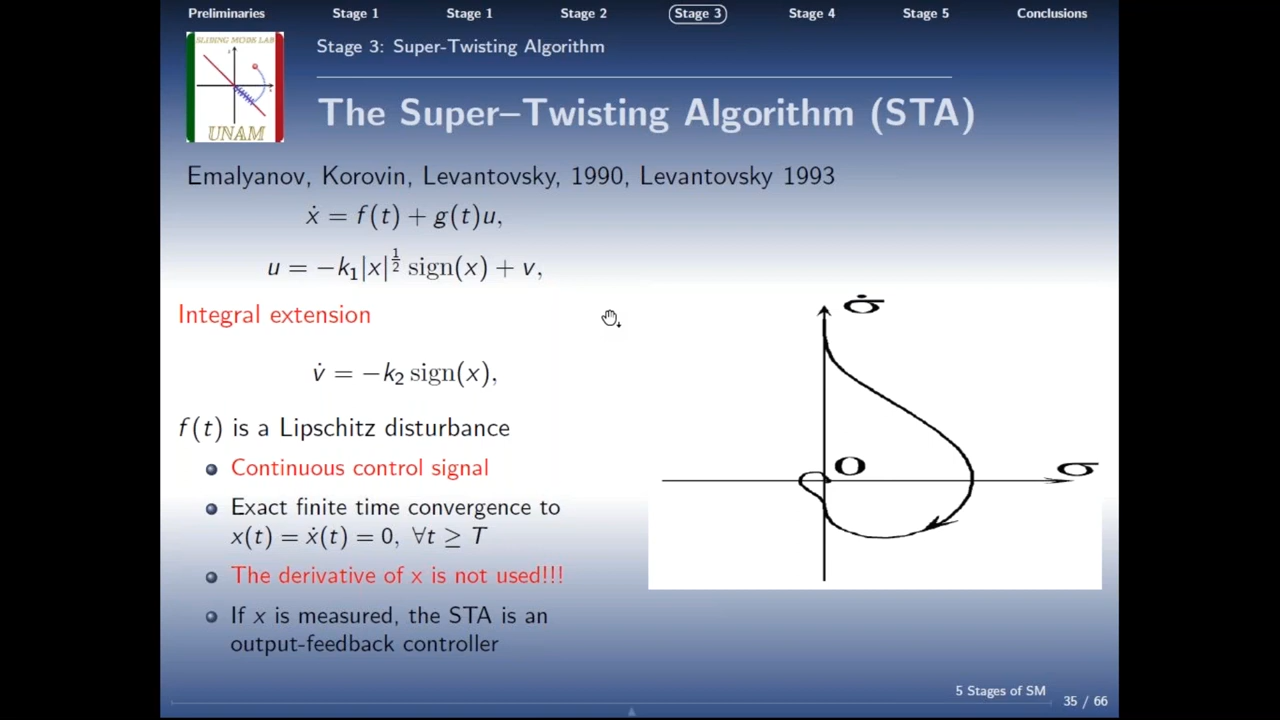 Preliminaries Stage 1 Stage 1 Stage 2 Stage 3 Stage 4 Stage 5 Conclusions
SLIDING MODE LAB
UNAM
Stage 3: Super-Twisting Algorithm
The Super–Twisting Algorithm (STA)
Emalyanov, Korovin, Levantovsky, 1990, Levantovsky 1993
ẋ = f(t) + g(t)u,
u = −k₁|x|^½ sign(x) + v,
Integral extension
v̇ = −k₂ sign(x),
f(t) is a Lipschitz disturbance
Continuous control signal
Exact finite time convergence to
x(t) = ẋ(t) = 0, ∀t ≥ T
The derivative of x is not used!!!
If x is measured, the STA is an
output-feedback controller
σ̇
O
σ
5 Stages of SM
35 / 66